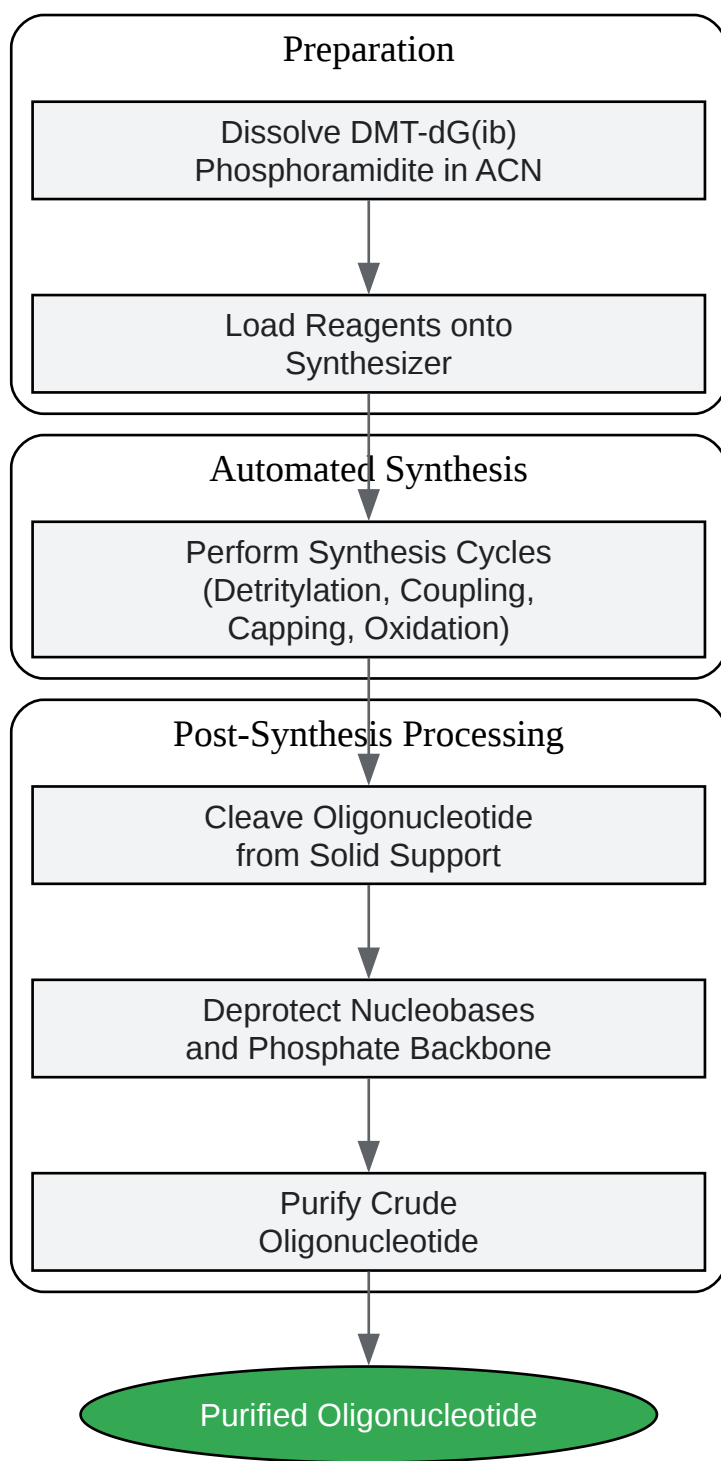 Preparation
Dissolve DMT-dG(ib)
Phosphoramidite in ACN
Load Reagents onto
Synthesizer
Automated Synthesis
Perform Synthesis Cycles
(Detritylation, Coupling,
Capping, Oxidation)
Post-Synthesis Processing
Cleave Oligonucleotide
from Solid Support
Deprotect Nucleobases
and Phosphate Backbone
Purify Crude
Oligonucleotide
Purified Oligonucleotide